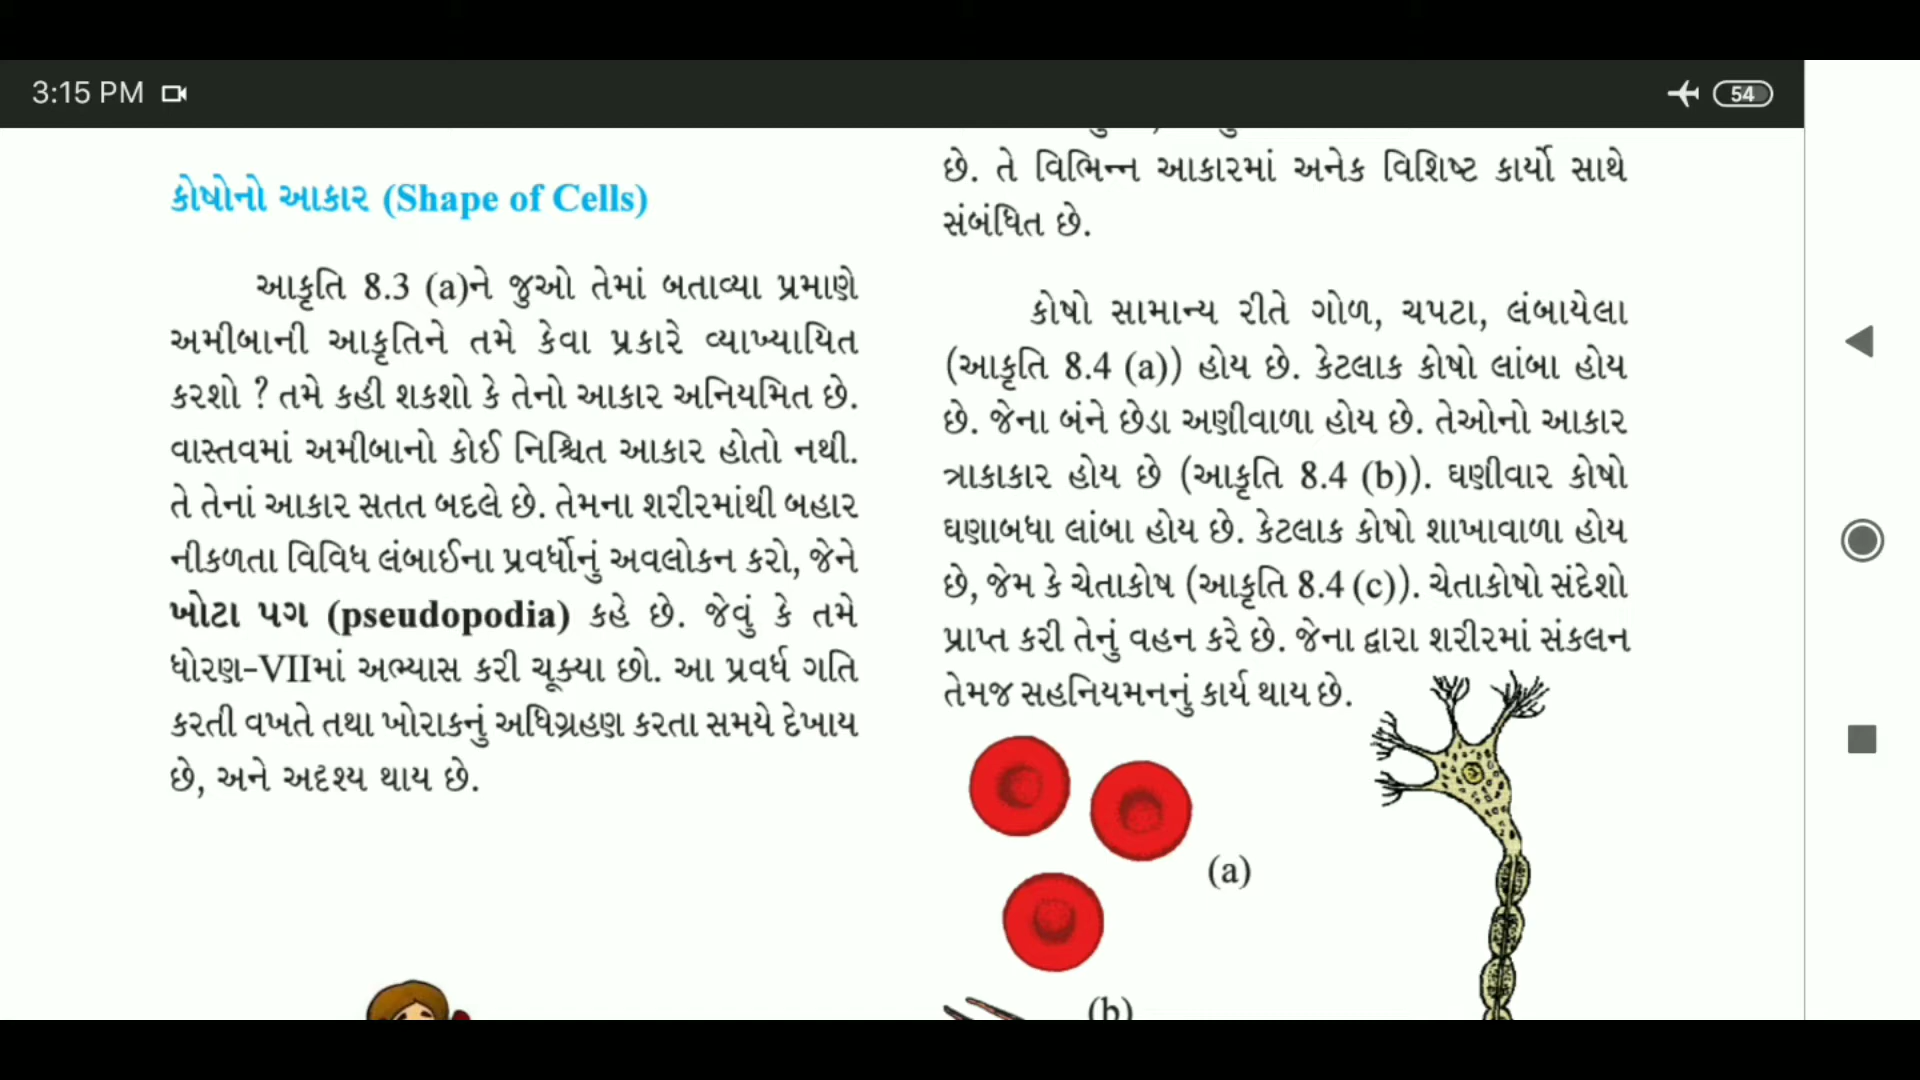 3:15 PM
54
કોષોનો આકાર (Shape of Cells)
આકૃતિ 8.3 (a)ને જુઓ તેમાં બતાવ્યા પ્રમાણે
અમીબાની આકૃતિને તમે કેવા પ્રકારે વ્યાખ્યાયિત
કરશો ? તમે કહી શકશો કે તેનો આકાર અનિયમિત છે.
વાસ્તવમાં અમીબાનો કોઈ નિશ્ચિત આકાર હોતો નથી.
તે તેનાં આકાર સતત બદલે છે. તેમના શરીરમાંથી બહાર
નીકળતા વિવિધ લંબાઈના પ્રવર્ધોનું અવલોકન કરો, જેને
ખોટા પગ (pseudopodia) કહે છે. જેવું કે તમે
ધોરણ-VIIમાં અભ્યાસ કરી ચૂક્યા છો. આ પ્રવર્ધ ગતિ
કરતી વખતે તથા ખોરાકનું અધિગ્રહણ કરતા સમયે દેખાય
છે, અને અદૃશ્ય થાય છે.
છે. તે વિભિન્ન આકારમાં અનેક વિશિષ્ટ કાર્યો સાથે
સંબંધિત છે.
કોષો સામાન્ય રીતે ગોળ, ચપટા, લંબાયેલા
(આકૃતિ 8.4 (a)) હોય છે. કેટલાક કોષો લાંબા હોય
છે. જેના બંને છેડા અણીવાળા હોય છે. તેઓનો આકાર
ત્રાકાકાર હોય છે (આકૃતિ 8.4 (b)). ઘણીવાર કોષો
ઘણાબધા લાંબા હોય છે. કેટલાક કોષો શાખાવાળા હોય
છે, જેમ કે ચેતાકોષ (આકૃતિ 8.4 (c)). ચેતાકોષો સંદેશો
પ્રાપ્ત કરી તેનું વહન કરે છે. જેના દ્વારા શરીરમાં સંકલન
તેમજ સહનિયમનનું કાર્ય થાય છે.
(a)
(b)